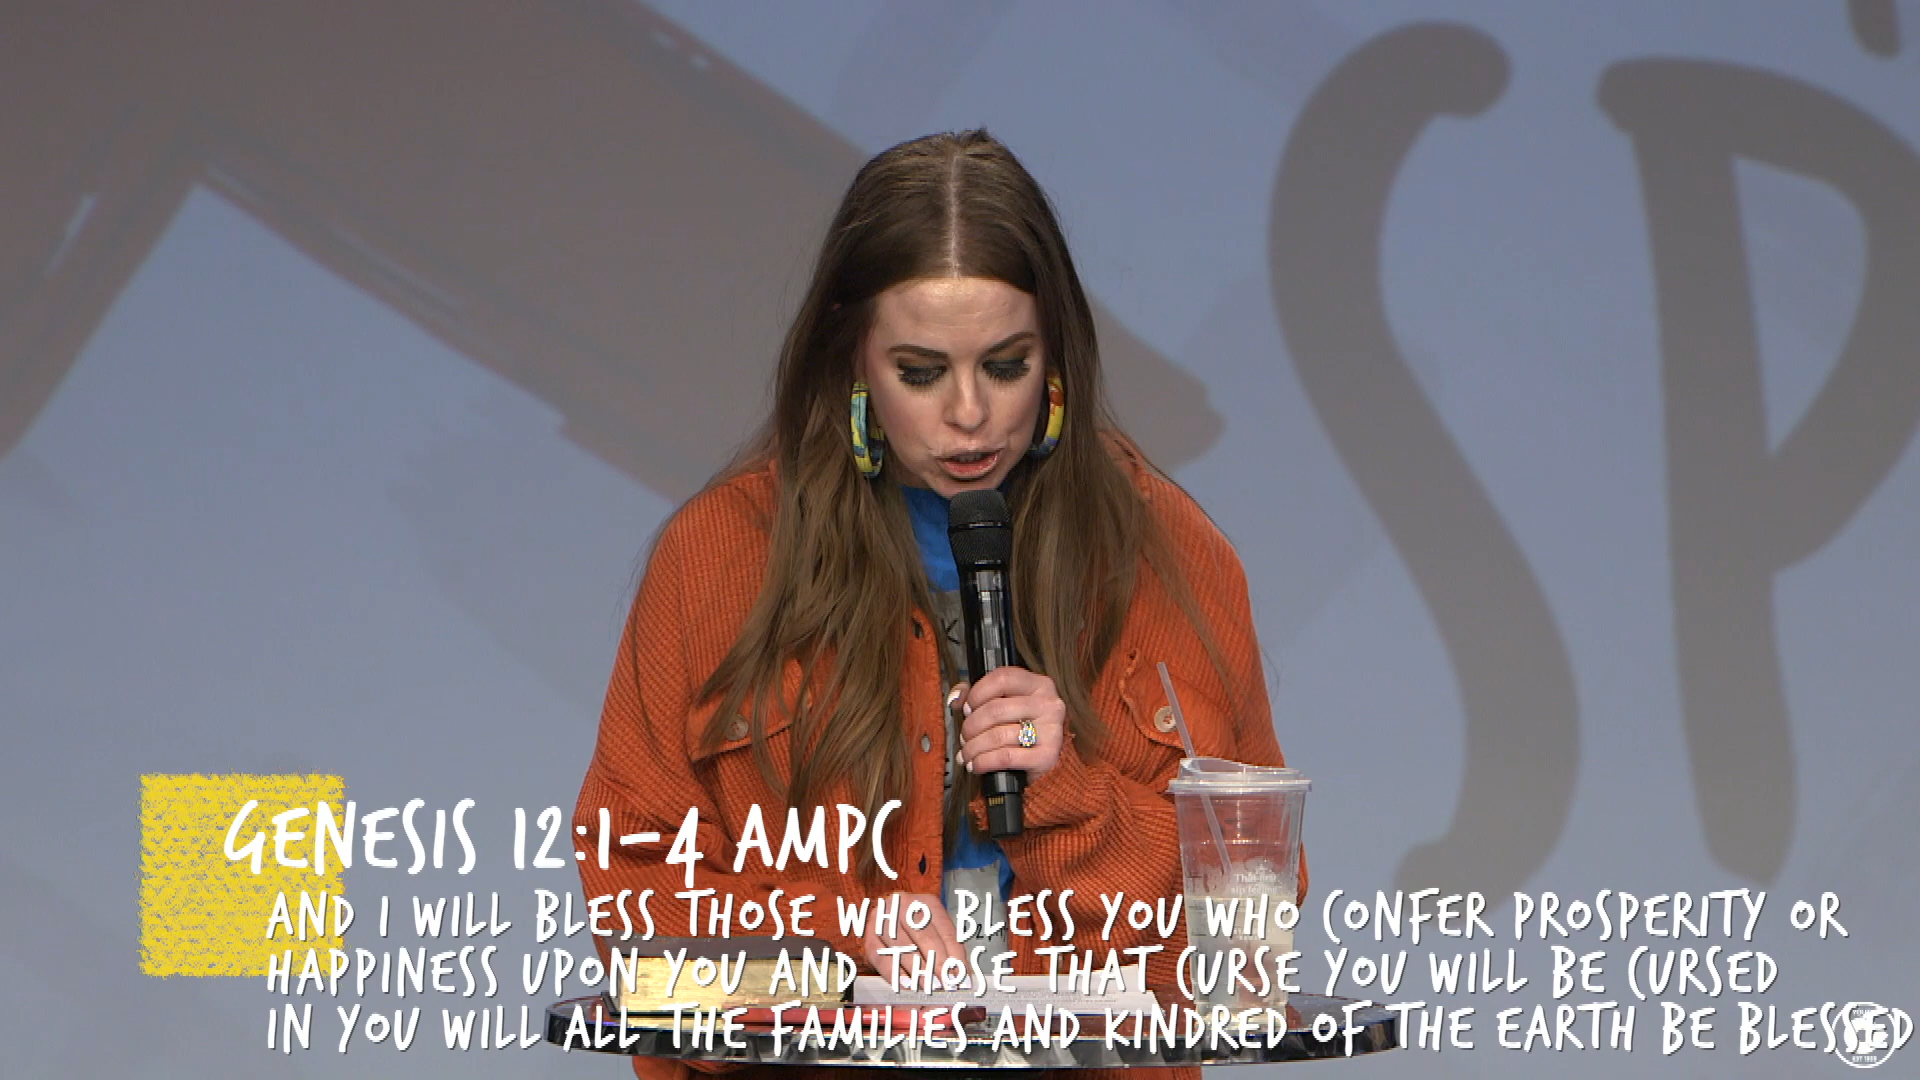 SP
GENESIS 12:1-4 AMPC
AND I WILL BLESS THOSE WHO BLESS YOU WHO CONFER PROSPERITY OR
HAPPINESS UPON YOU AND THOSE THAT CURSE YOU WILL BE CURSED
IN YOU WILL ALL THE FAMILIES AND KINDRED OF THE EARTH BE BLESSED